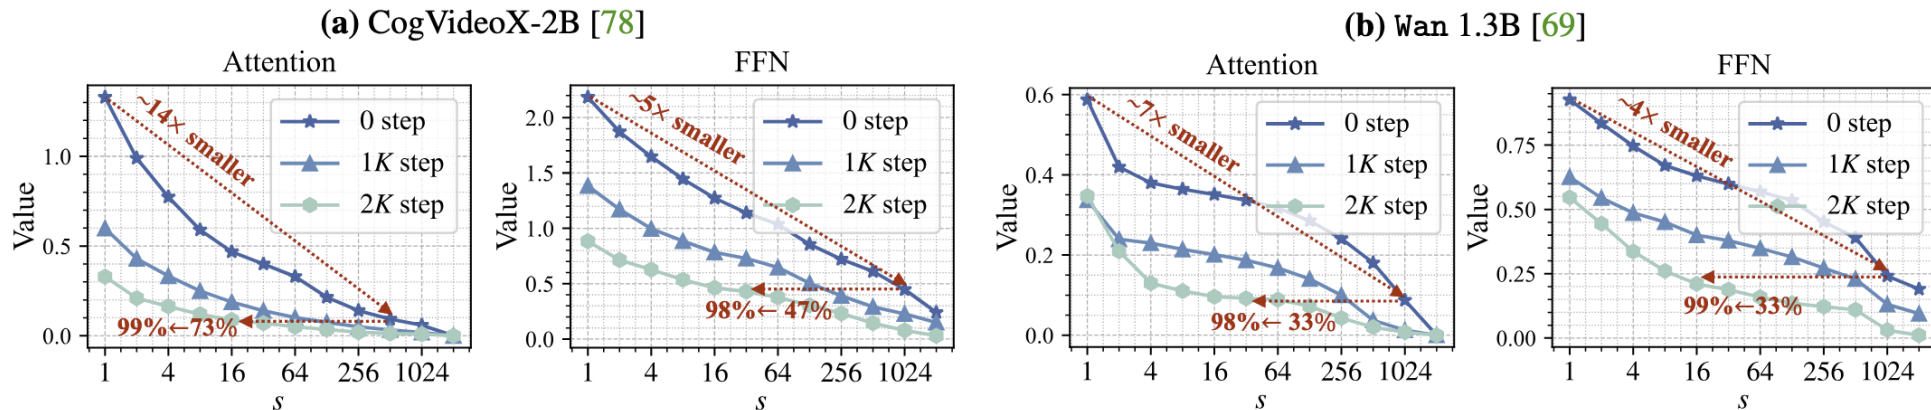 (a) CogVideoX-2B [78]
Attention
Value
1.0
0.5
0.0
~14× smaller
0 step
1K step
2K step
99%←73%
1 4 16 64 256 1024
s
FFN
Value
2.0
1.5
1.0
0.5
0.0
~5× smaller
0 step
1K step
2K step
98%← 47%
1 4 16 64 256 1024
s
(b) Wan 1.3B [69]
Attention
Value
0.6
0.4
0.2
0.0
~7× smaller
0 step
1K step
2K step
98%← 33%
1 4 16 64 256 1024
s
FFN
Value
0.75
0.50
0.25
0.00
~4× smaller
0 step
1K step
2K step
99%←33%
1 4 16 64 256 1024
s